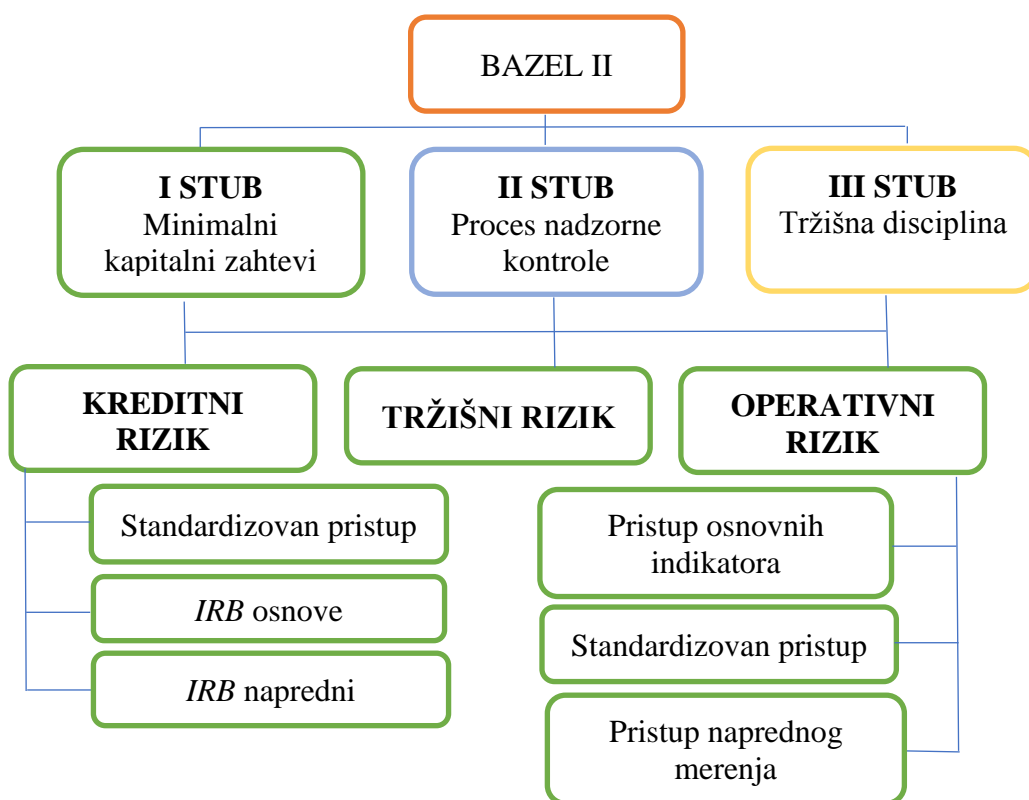 BAZEL II
I STUB
Minimalni
kapitalni zahtevi
II STUB
Proces nadzorne
kontrole
III STUB
Tržišna disciplina
KREDITNI
RIZIK
TRŽIŠNI RIZIK
OPERATIVNI
RIZIK
Standardizovan pristup
IRB osnove
IRB napredni
Pristup osnovnih
indikatora
Standardizovan pristup
Pristup naprednog
merenja